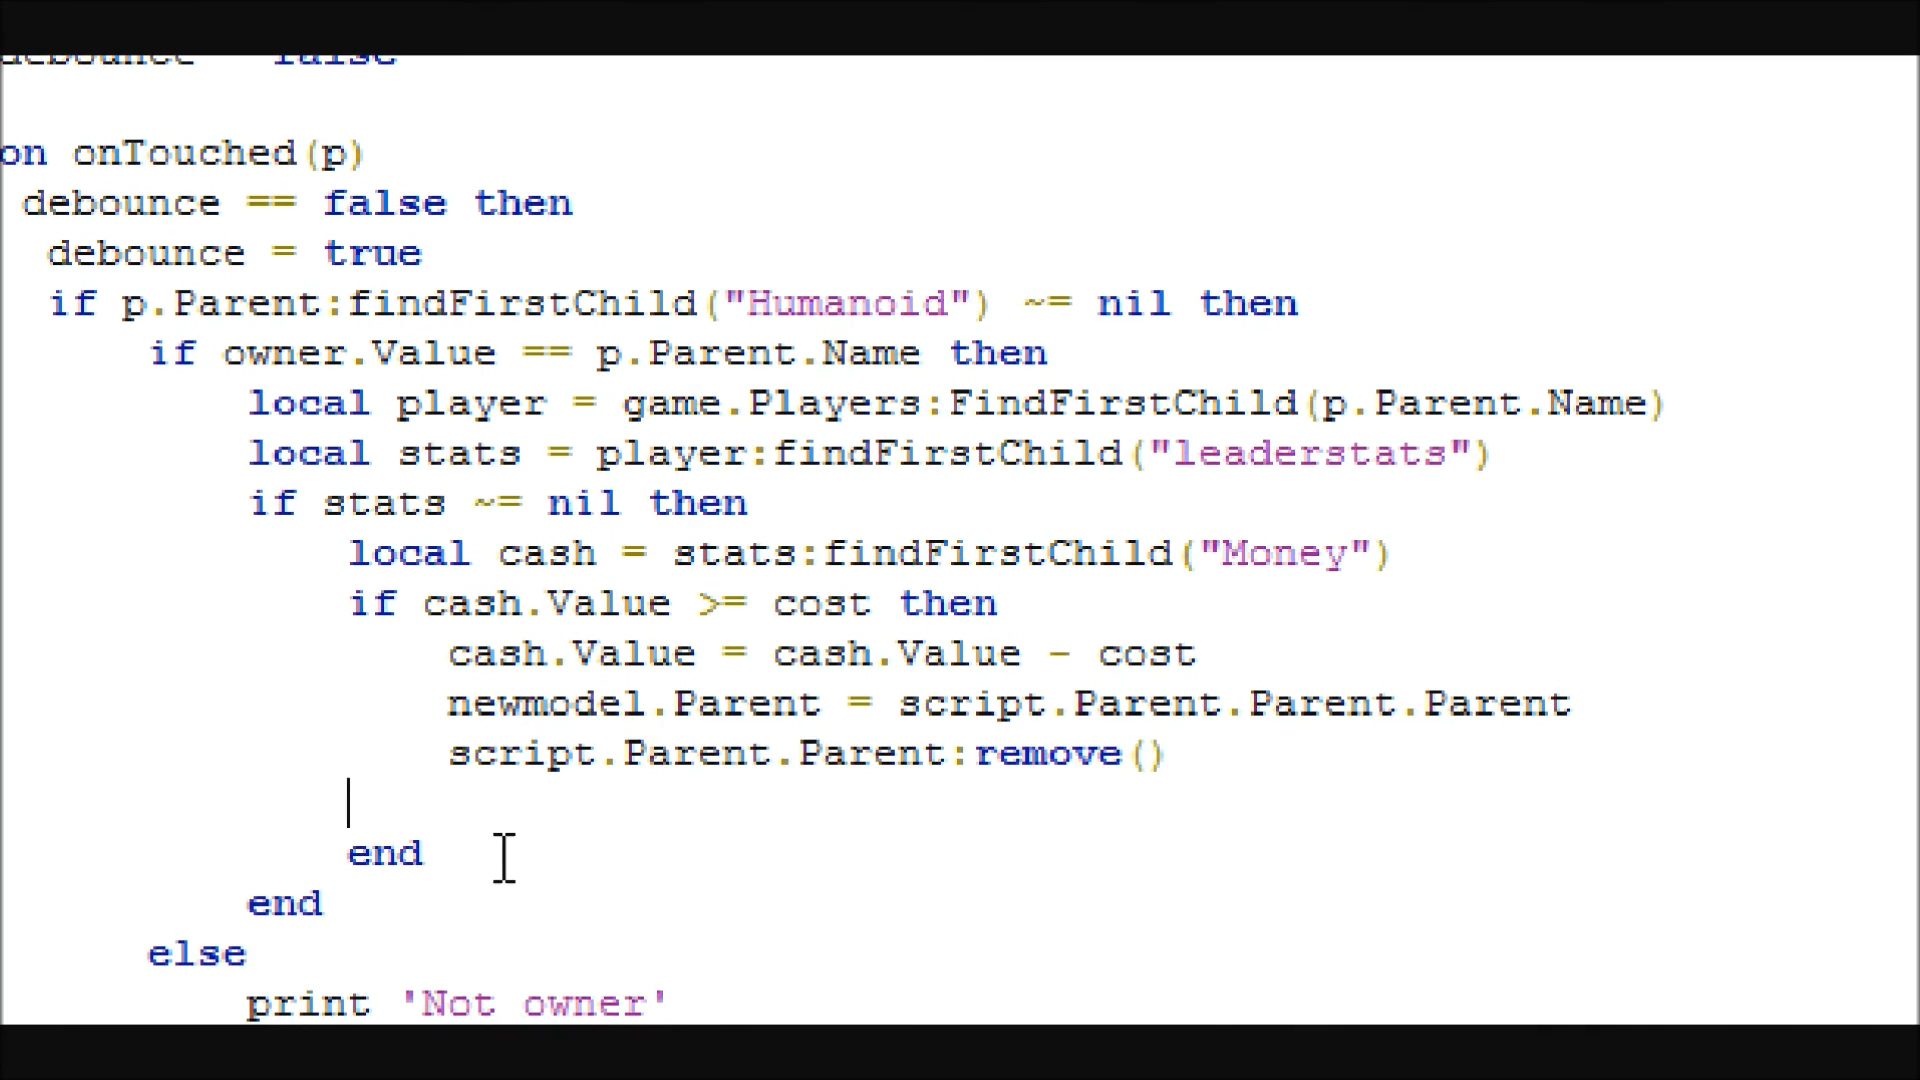 debounce = false
on onTouched(p)
debounce == false then
debounce = true
if p.Parent:findFirstChild("Humanoid") ~= nil then
if owner.Value == p.Parent.Name then
local player = game.Players:FindFirstChild(p.Parent.Name)
local stats = player:findFirstChild("leaderstats")
if stats ~= nil then
local cash = stats:findFirstChild("Money")
if cash.Value >= cost then
cash.Value = cash.Value - cost
newmodel.Parent = script.Parent.Parent.Parent
script.Parent.Parent:remove()
end
end
else
print 'Not owner'